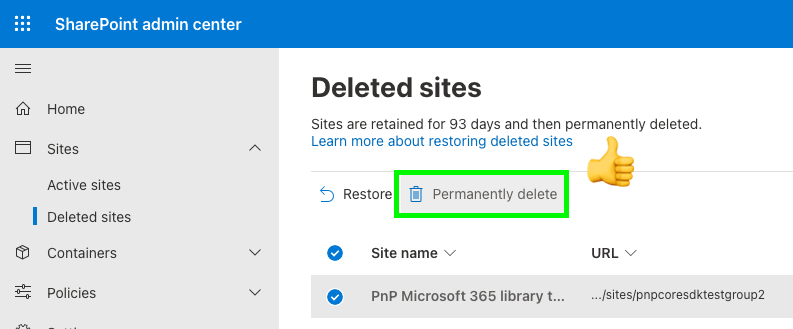 SharePoint admin center
Home
Sites
Active sites
Deleted sites
Containers
Policies
Deleted sites
Sites are retained for 93 days and then permanently deleted.
Learn more about restoring deleted sites
Restore Permanently delete
Site name URL
PnP Microsoft 365 library t... .../sites/pnpcoresdktestgroup2